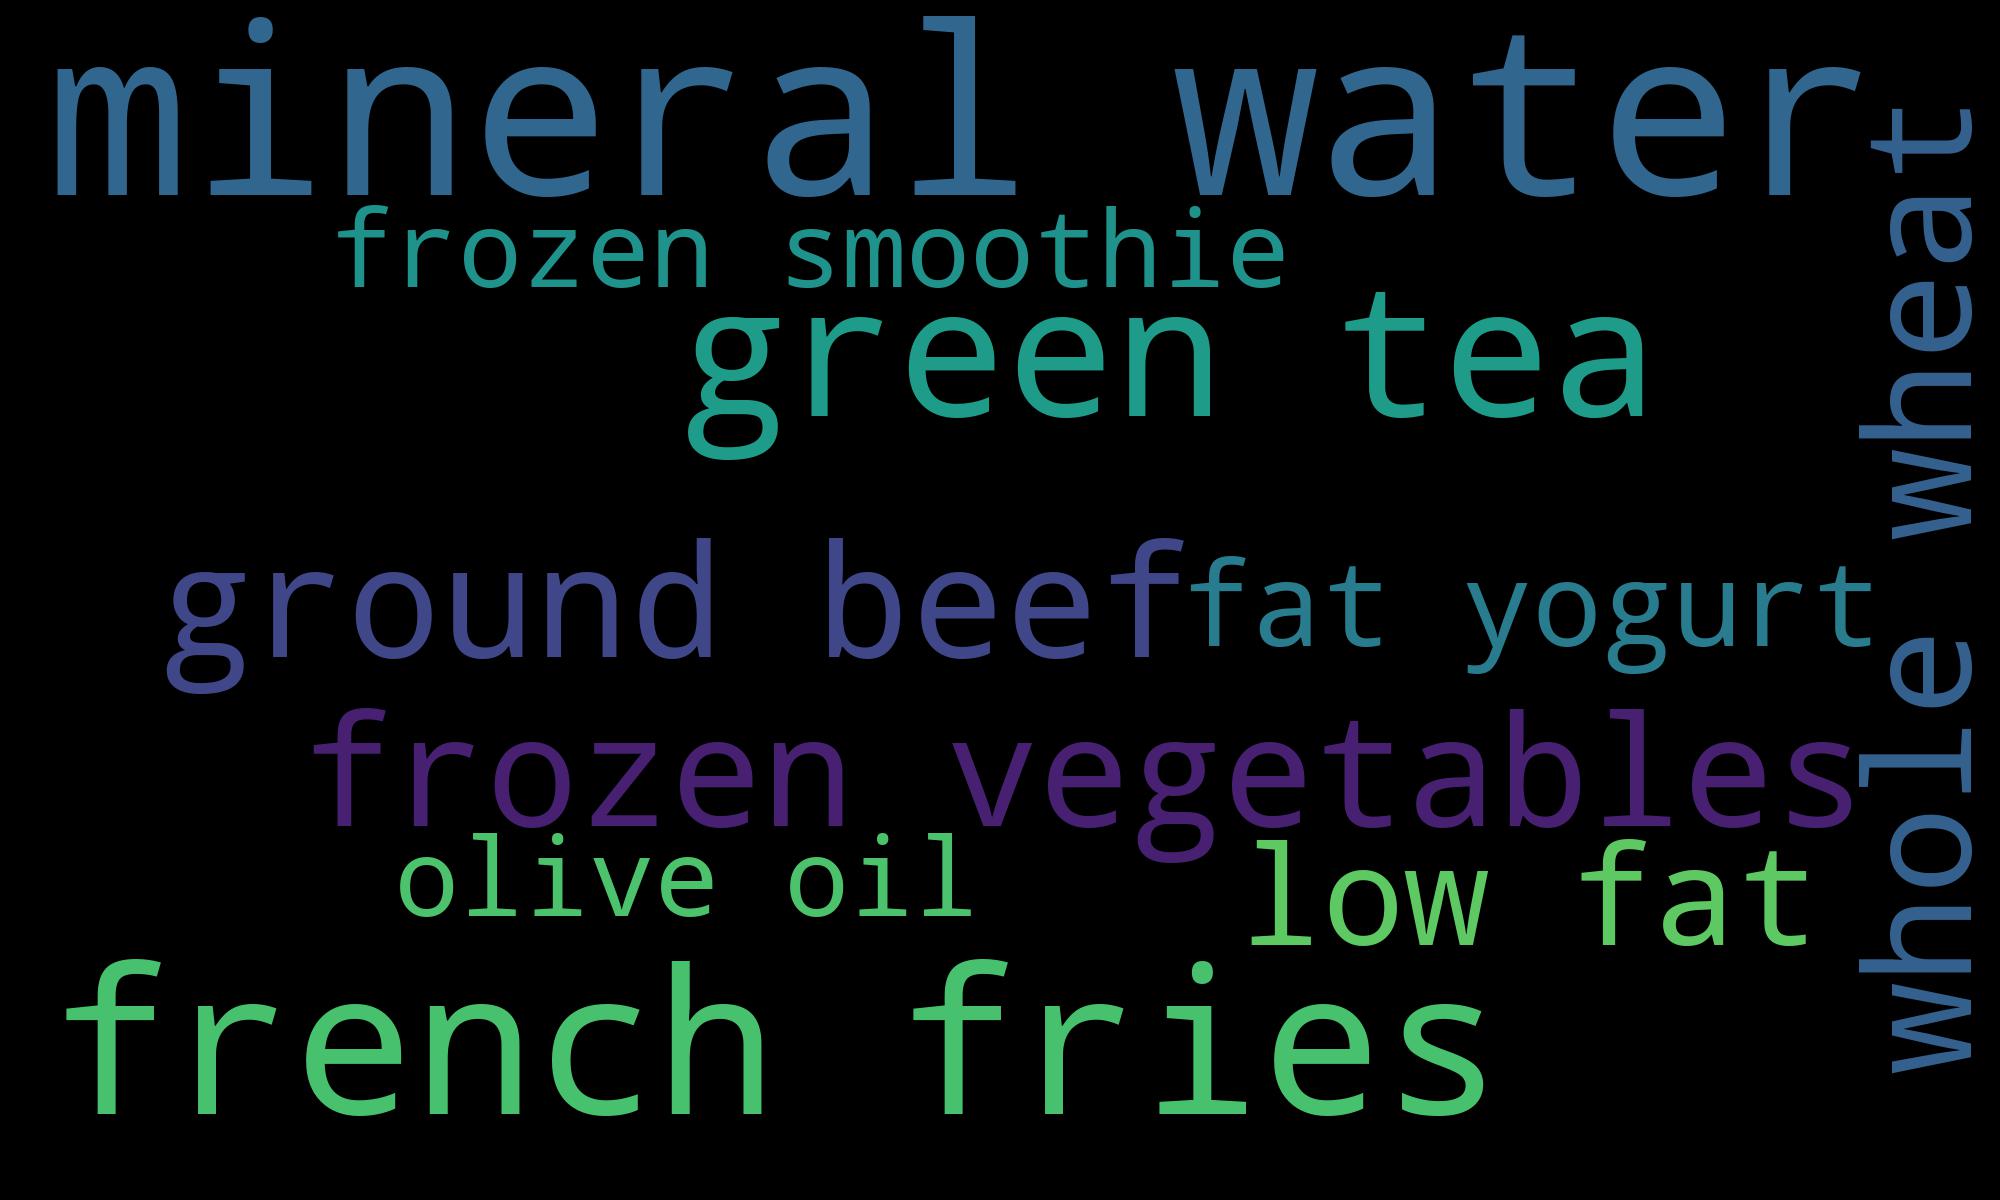 mineral water
frozen smoothie
green tea
ground beef
fat yogurt
frozen vegetables
olive oil
low fat
french fries
whole wheat